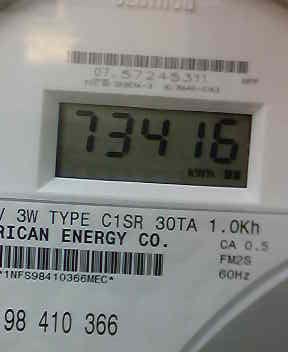 07.57245311
73416
KWH
V 3W TYPE C1SR 30TA 1.0Kh
RICAN ENERGY CO.
CA 0.5
FM2S
60Hz
*1NFS98410366MEC*
98 410 366